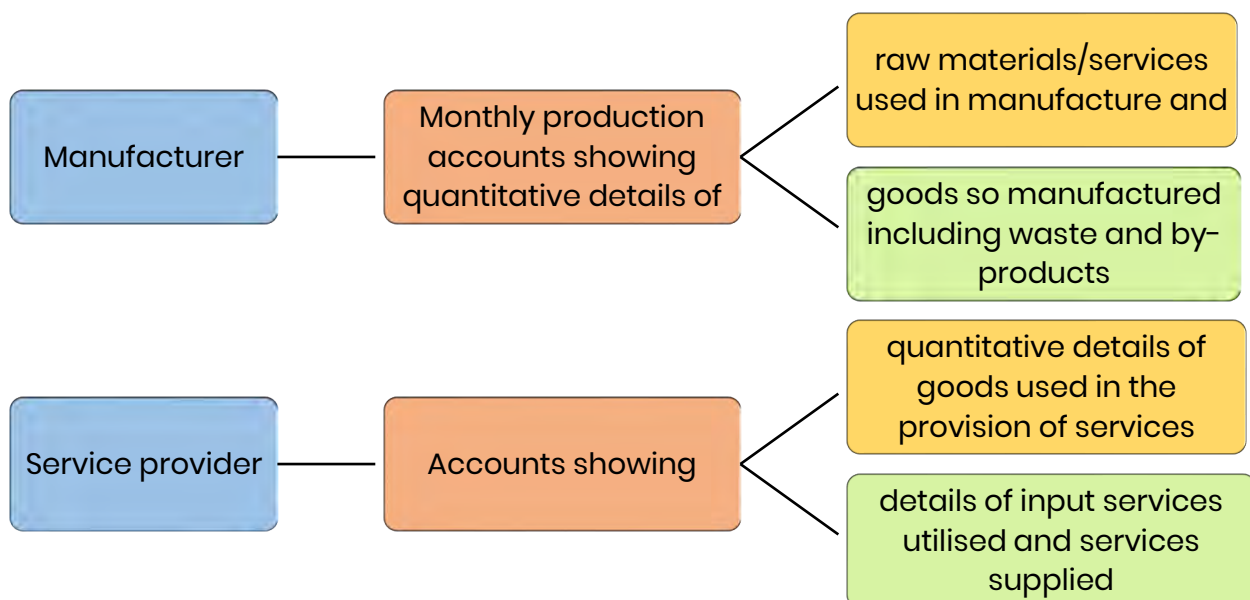 Manufacturer
Monthly production
accounts showing
quantitative details of
raw materials/services
used in manufacture and
goods so manufactured
including waste and by-
products
Service provider
Accounts showing
quantitative details of
goods used in the
provision of services
details of input services
utilised and services
supplied